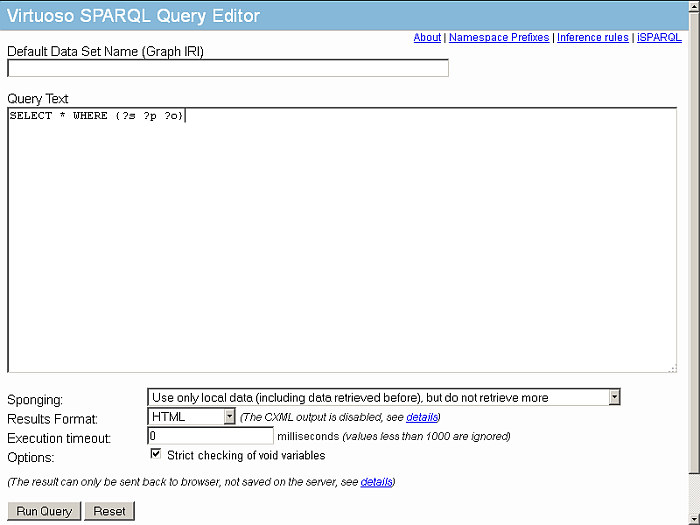 Virtuoso SPARQL Query Editor
About | Namespace Prefixes | Inference rules | iSPARQL
Default Data Set Name (Graph IRI)
Query Text
SELECT * WHERE {?s ?p ?o}
Sponging: Use only local data (including data retrieved before), but do not retrieve more
Results Format: HTML (The CXML output is disabled, see details)
Execution timeout: 0 milliseconds (values less than 1000 are ignored)
Options: Strict checking of void variables
(The result can only be sent back to browser, not saved on the server, see details)
Run Query Reset